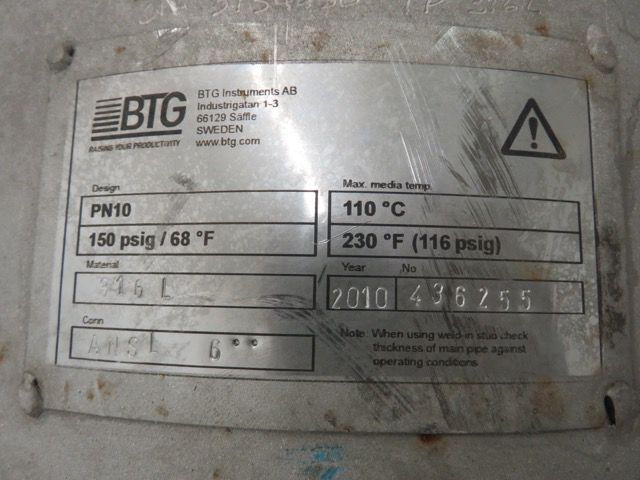 BTG
RAISING YOUR PRODUCTIVITY
BTG Instruments AB
Industrigatan 1-3
66129 Säffle
SWEDEN
www.btg.com
Design
PN10
150 psig / 68 °F
Max. media temp.
110 °C
230 °F (116 psig)
Material
316 L
Year No
2010 436255
Conn
ANSL 6"
Note: When using weld-in stud check
thickness of main pipe against
operating conditions.